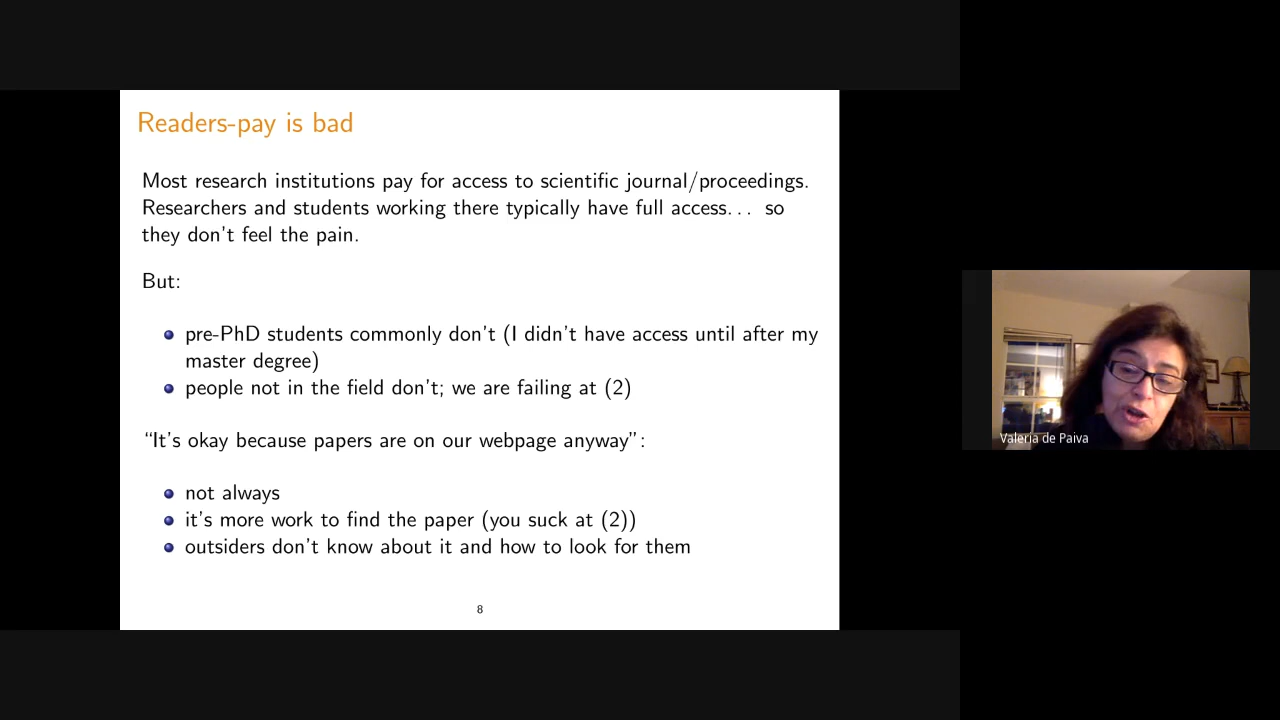 Readers-pay is bad
Most research institutions pay for access to scientific journal/proceedings.
Researchers and students working there typically have full access... so
they don't feel the pain.
But:
pre-PhD students commonly don't (I didn't have access until after my
master degree)
people not in the field don't; we are failing at (2)
“It's okay because papers are on our webpage anyway”:
not always
it's more work to find the paper (you suck at (2))
outsiders don't know about it and how to look for them
8
Valeria de Paiva